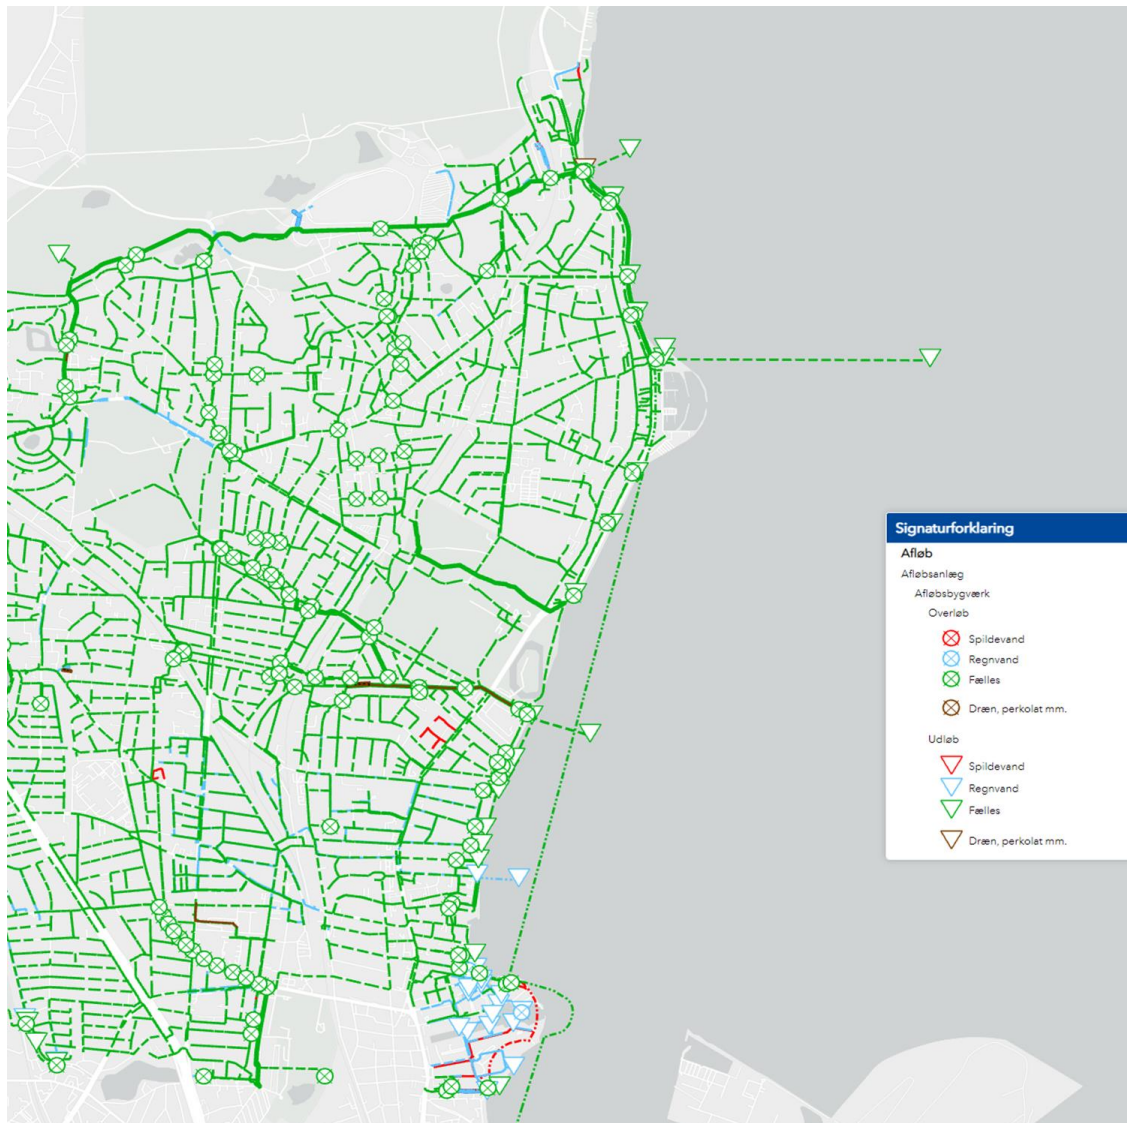 Signaturforklaring
Afløb
Afløbsanlæg
Afløbsbygværk
Overløb
Spildevand
Regnvand
Fælles
Dræn, perkolat mm.
Udløb
Spildevand
Regnvand
Fælles
Dræn, perkolat mm.